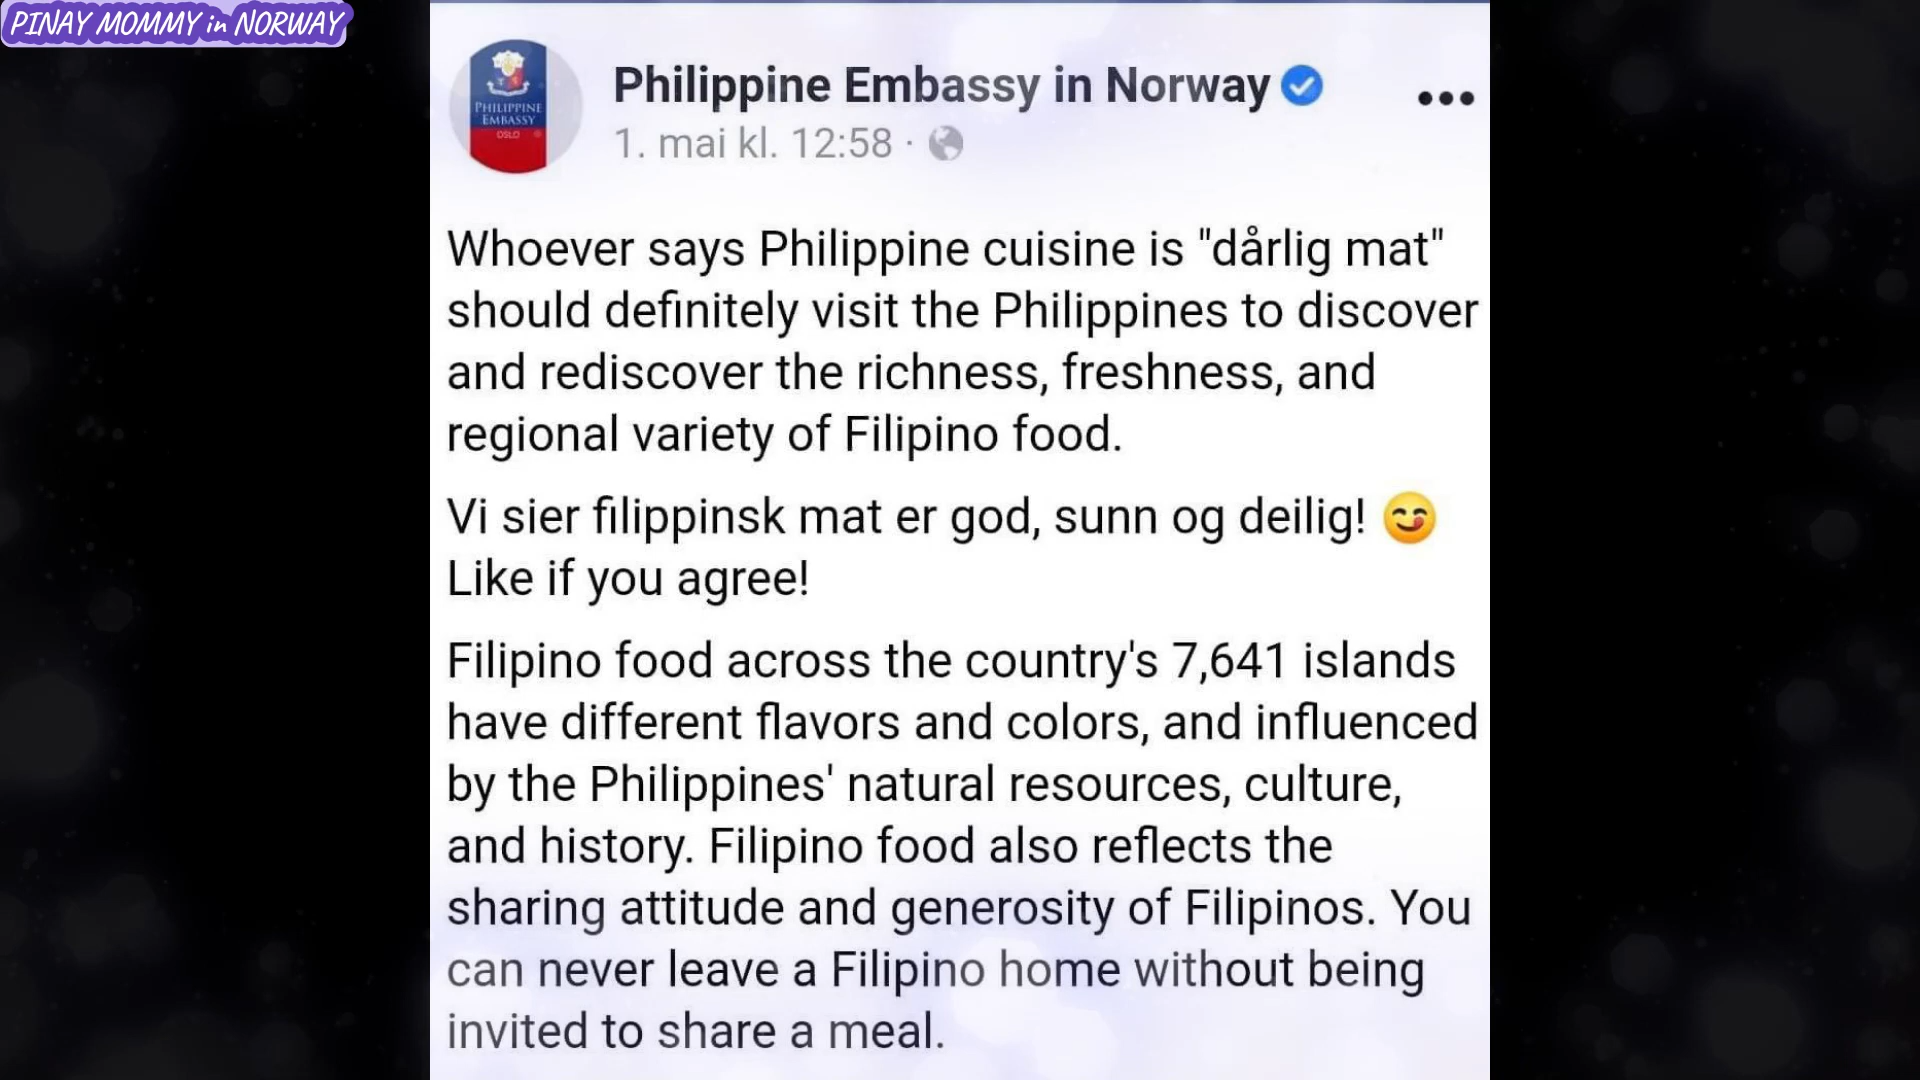 PINAY MOMMY in NORWAY
PHILIPPINE
EMBASSY
OSLO
Philippine Embassy in Norway
1. mai kl. 12:58 ·
Whoever says Philippine cuisine is "dårlig mat"
should definitely visit the Philippines to discover
and rediscover the richness, freshness, and
regional variety of Filipino food.
Vi sier filippinsk mat er god, sunn og deilig! 😋
Like if you agree!
Filipino food across the country's 7,641 islands
have different flavors and colors, and influenced
by the Philippines' natural resources, culture,
and history. Filipino food also reflects the
sharing attitude and generosity of Filipinos. You
can never leave a Filipino home without being
invited to share a meal.